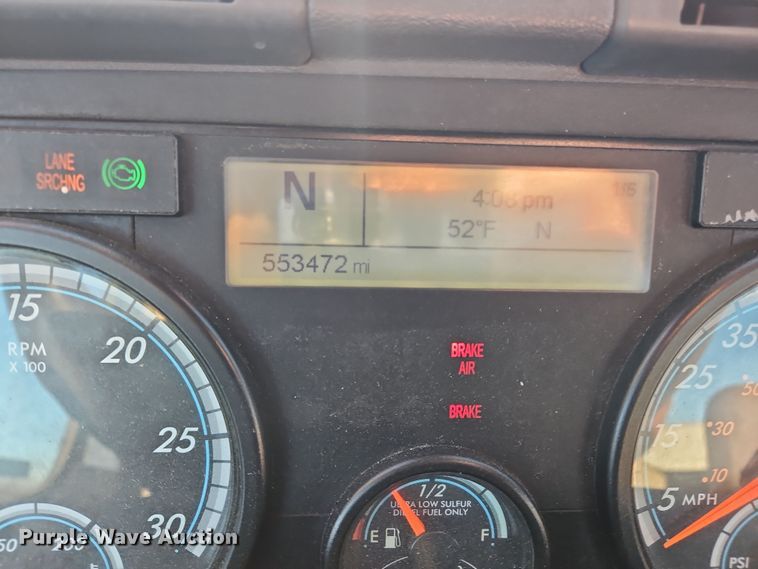 LANE
SRCHNG
N
4:08 pm
52°F N
553472 mi
15
RPM
X 100
20
25
30
BRAKE
AIR
BRAKE
1/2
ULTRA LOW SULFUR
DIESEL FUEL ONLY
E F
35
25
15
5 MPH
50
30
10
PSI
Purple Wave Auction